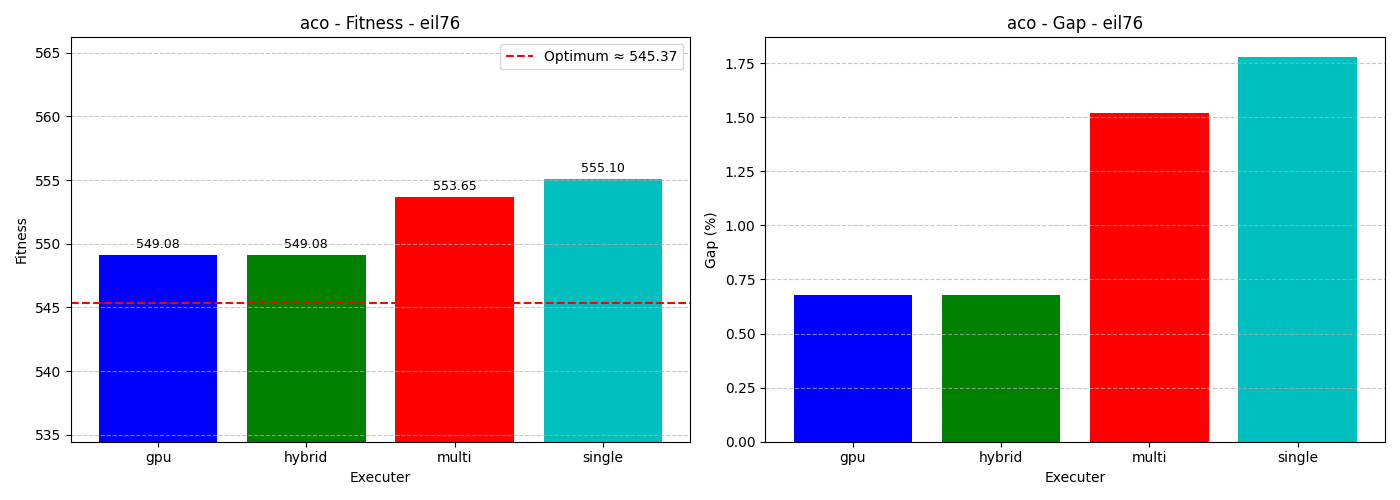 aco - Fitness - eil76
Fitness
565
560
555
550
545
540
535
Optimum ≈ 545.37
549.08
549.08
553.65
555.10
gpu
hybrid
multi
single
Executer
aco - Gap - eil76
Gap (%)
1.75
1.50
1.25
1.00
0.75
0.50
0.25
0.00
gpu
hybrid
multi
single
Executer